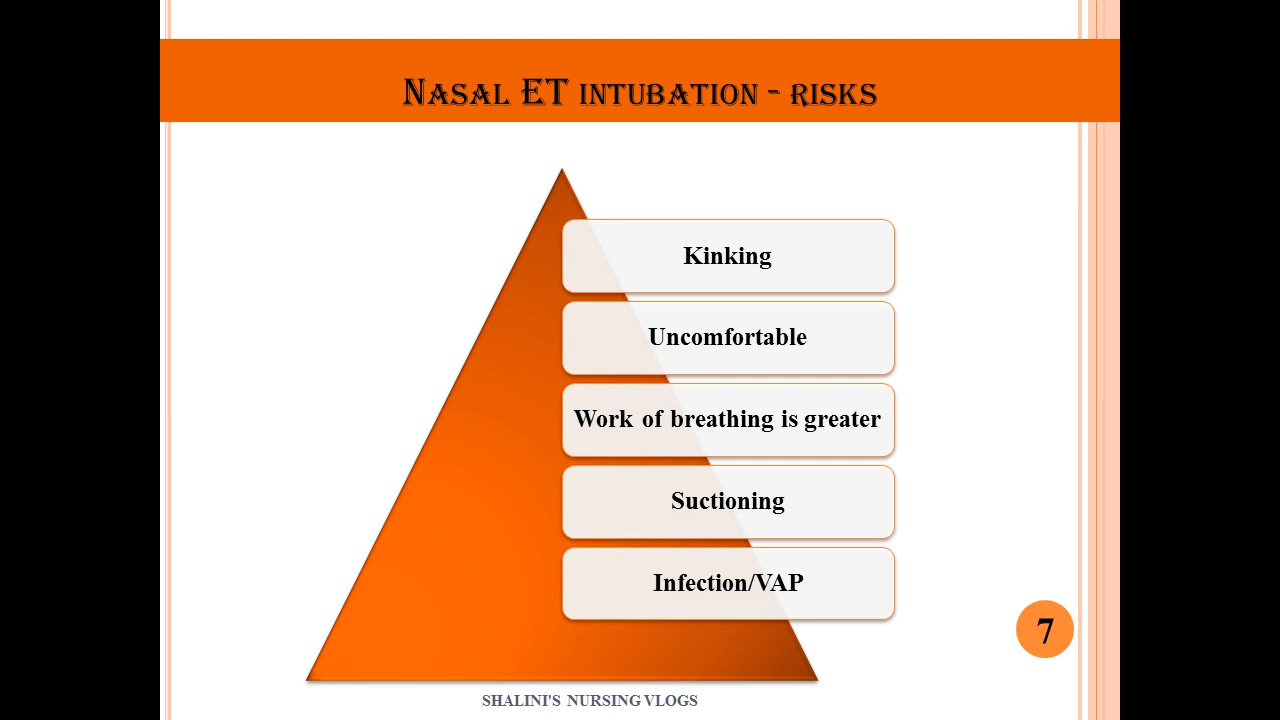 Nasal ET intubation - risks
Kinking
Uncomfortable
Work of breathing is greater
Suctioning
Infection/VAP
7
SHALINI'S NURSING VLOGS